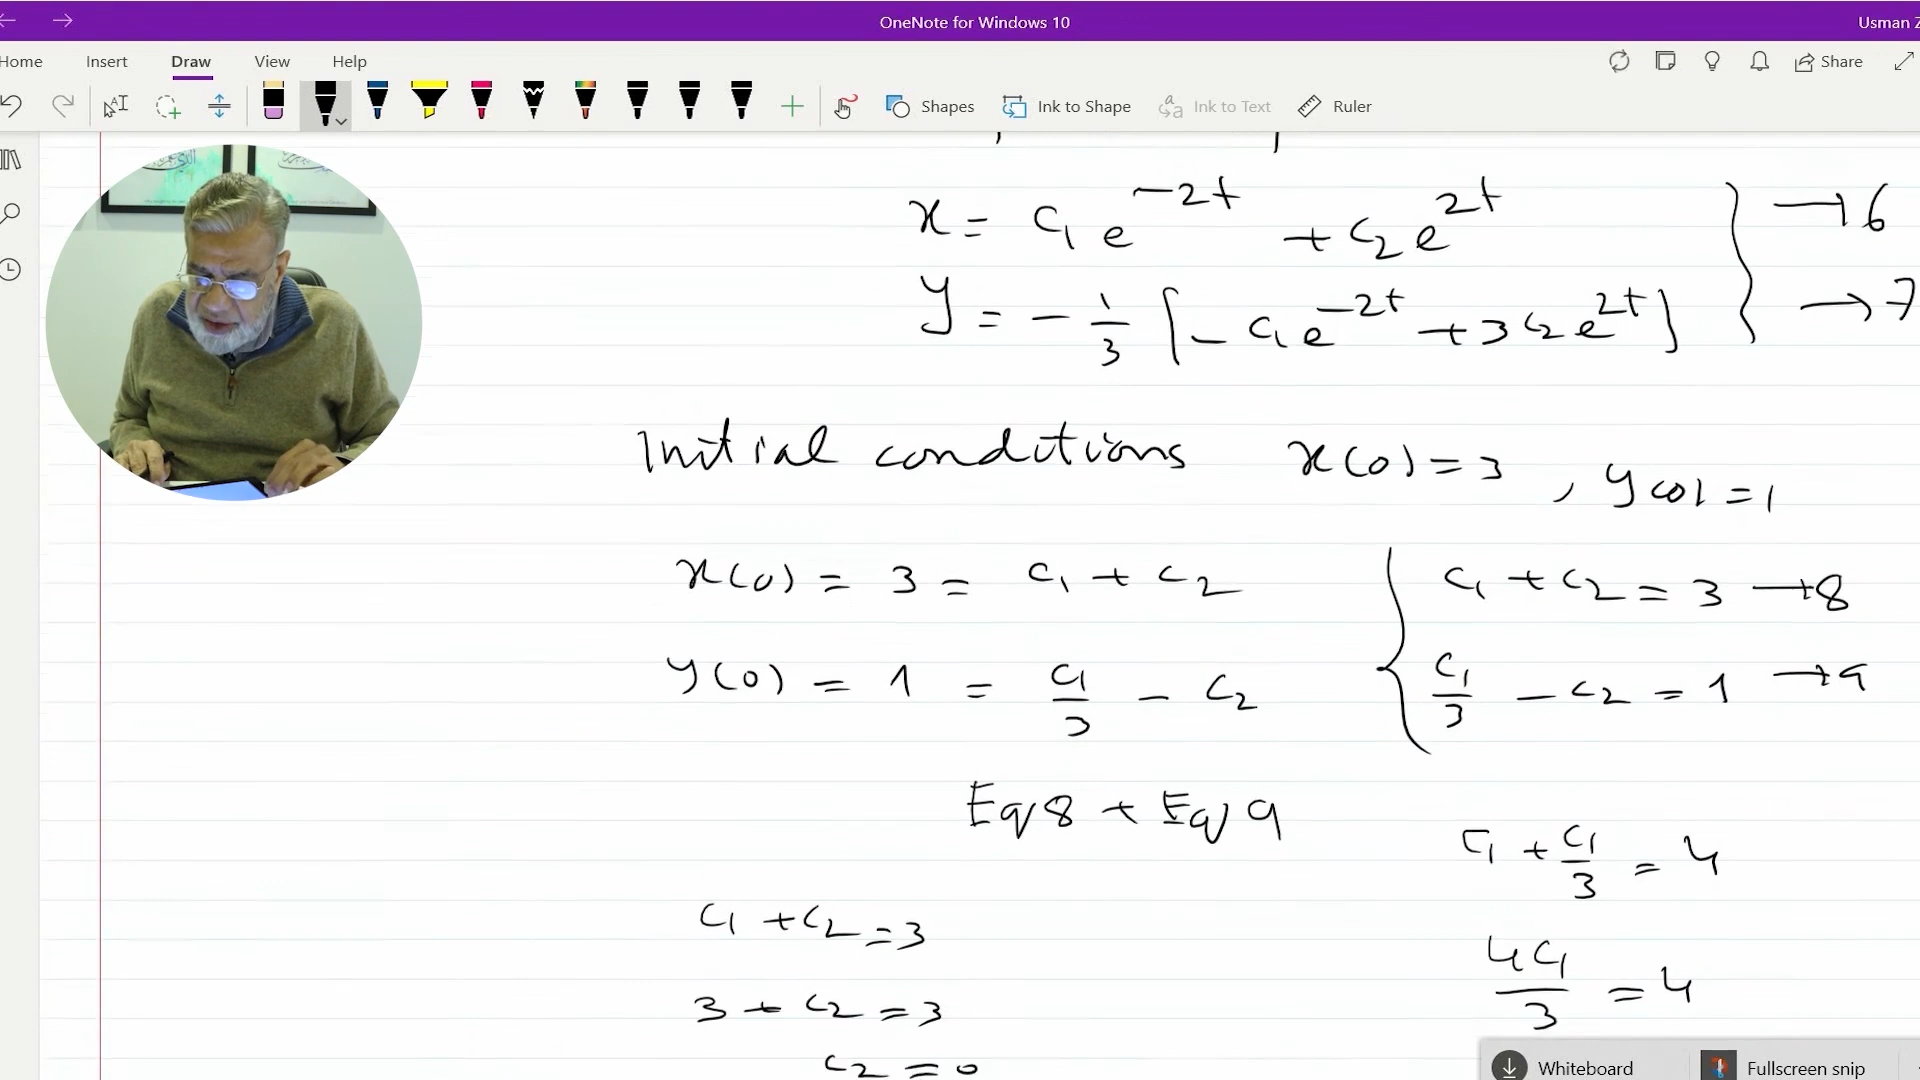 OneNote for Windows 10
Usman Z
Home Insert Draw View Help
Share
Shapes Ink to Shape Ink to Text Ruler
x = c₁ e^{-2t} + c₂ e^{2t} → 6
y = - 1/3 [ - c₁ e^{-2t} + 3 c₂ e^{2t} ] → 7
Initial conditions x(0) = 3 , y(0) = 1
x(0) = 3 = c₁ + c₂
c₁ + c₂ = 3 → 8
y(0) = 1 = c₁/3 - c₂
c₁/3 - c₂ = 1 → 9
Eq 8 + Eq 9
c₁ + c₁/3 = 4
c₁ + c₂ = 3
4c₁/3 = 4
3 + c₂ = 3
c₂ = 0
Whiteboard
Fullscreen snip